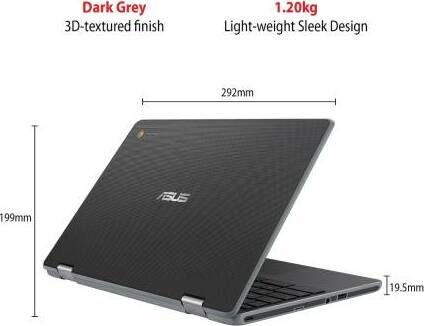 Dark Grey
3D-textured finish
1.20kg
Light-weight Sleek Design
292mm
199mm
ASUS
19.5mm